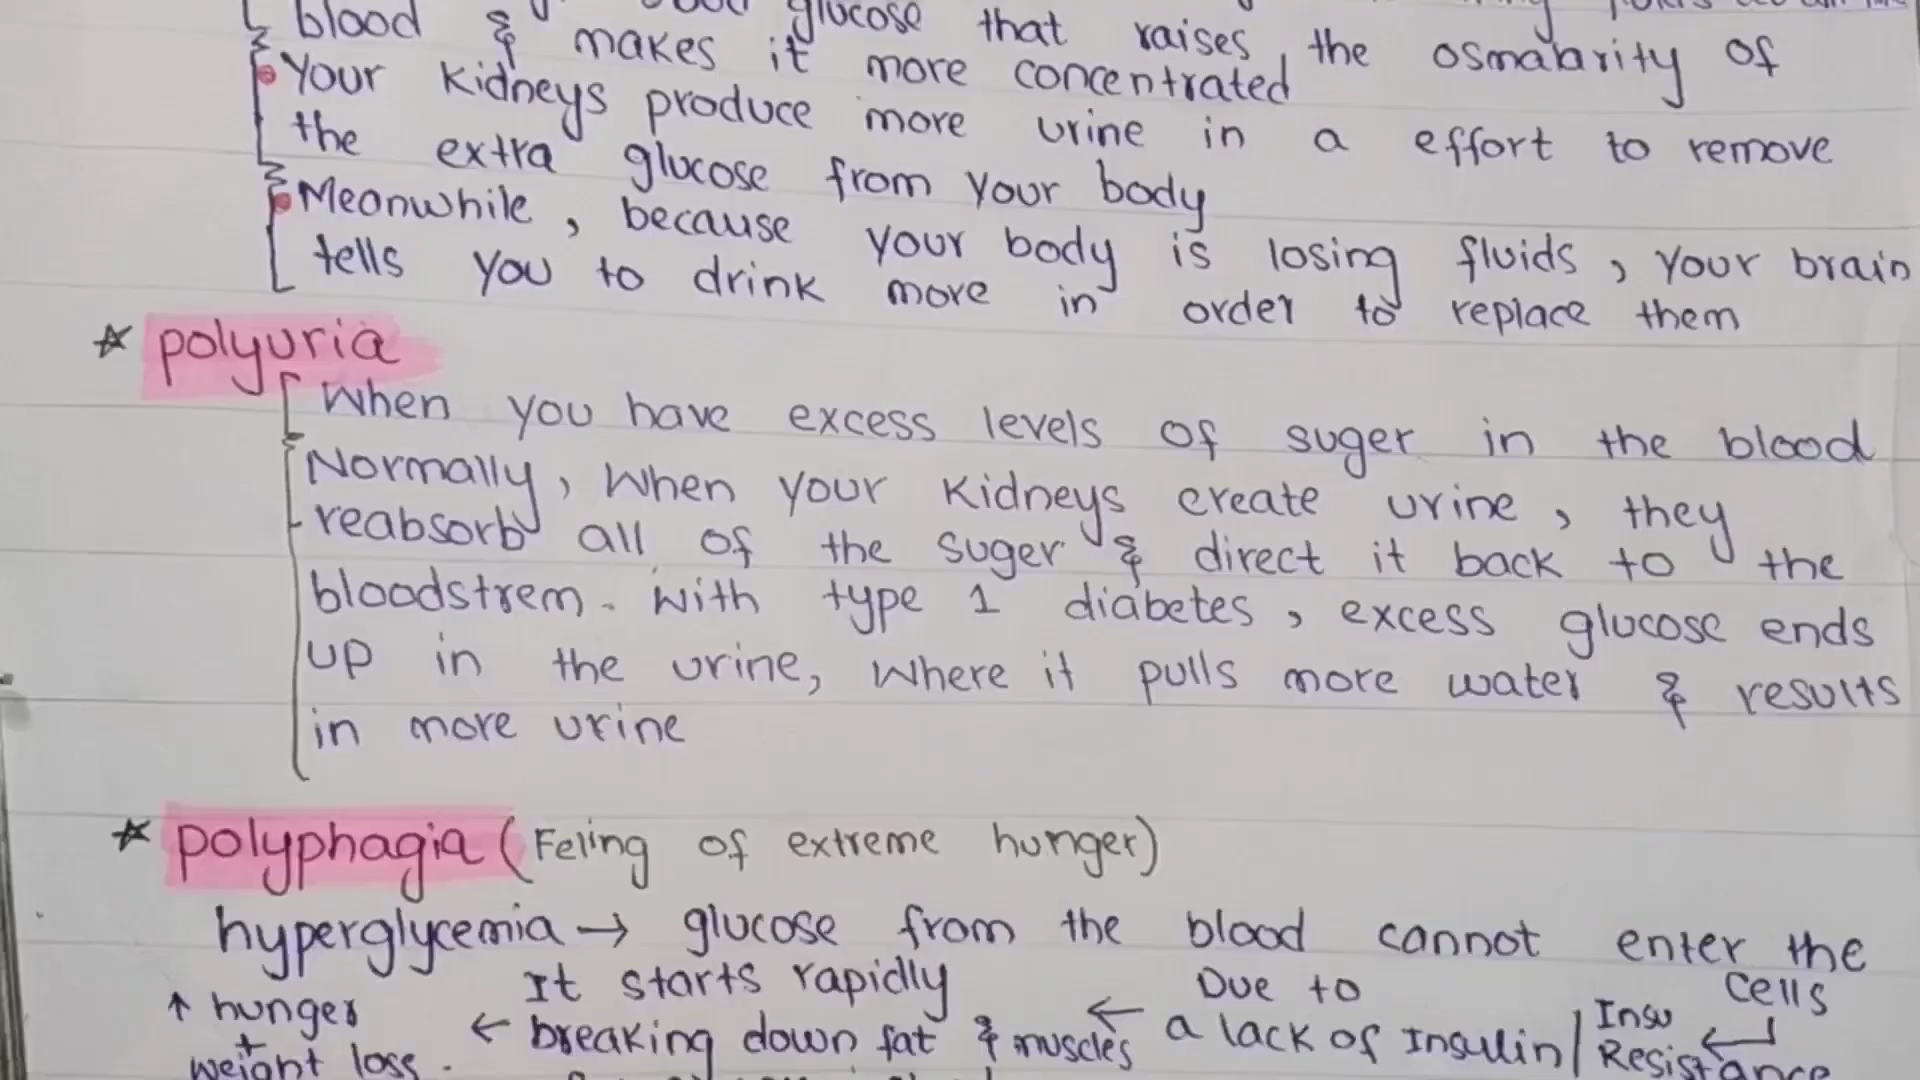 blood & glucose that raises the osmalarity of
makes it more concentrated
Your kidneys produce more urine in a effort to remove
the extra glucose from your body
Meanwhile, because your body is losing fluids, your brain
tells you to drink more in order to replace them
polyuria
When you have excess levels of suger in the blood
Normally, When your kidneys create urine, they
reabsorb all of the suger & direct it back to the
bloodstrem. With type 1 diabetes, excess glucose ends
up in the urine, Where it pulls more water & results
in more urine
polyphagia (Feling of extreme hunger)
hyperglycemia → glucose from the blood cannot enter the
cells
↑ hunger ← It starts rapidly ← Due to Insu
+ breaking down fat & muscles a lack of Insulin / Resistance
weight loss.